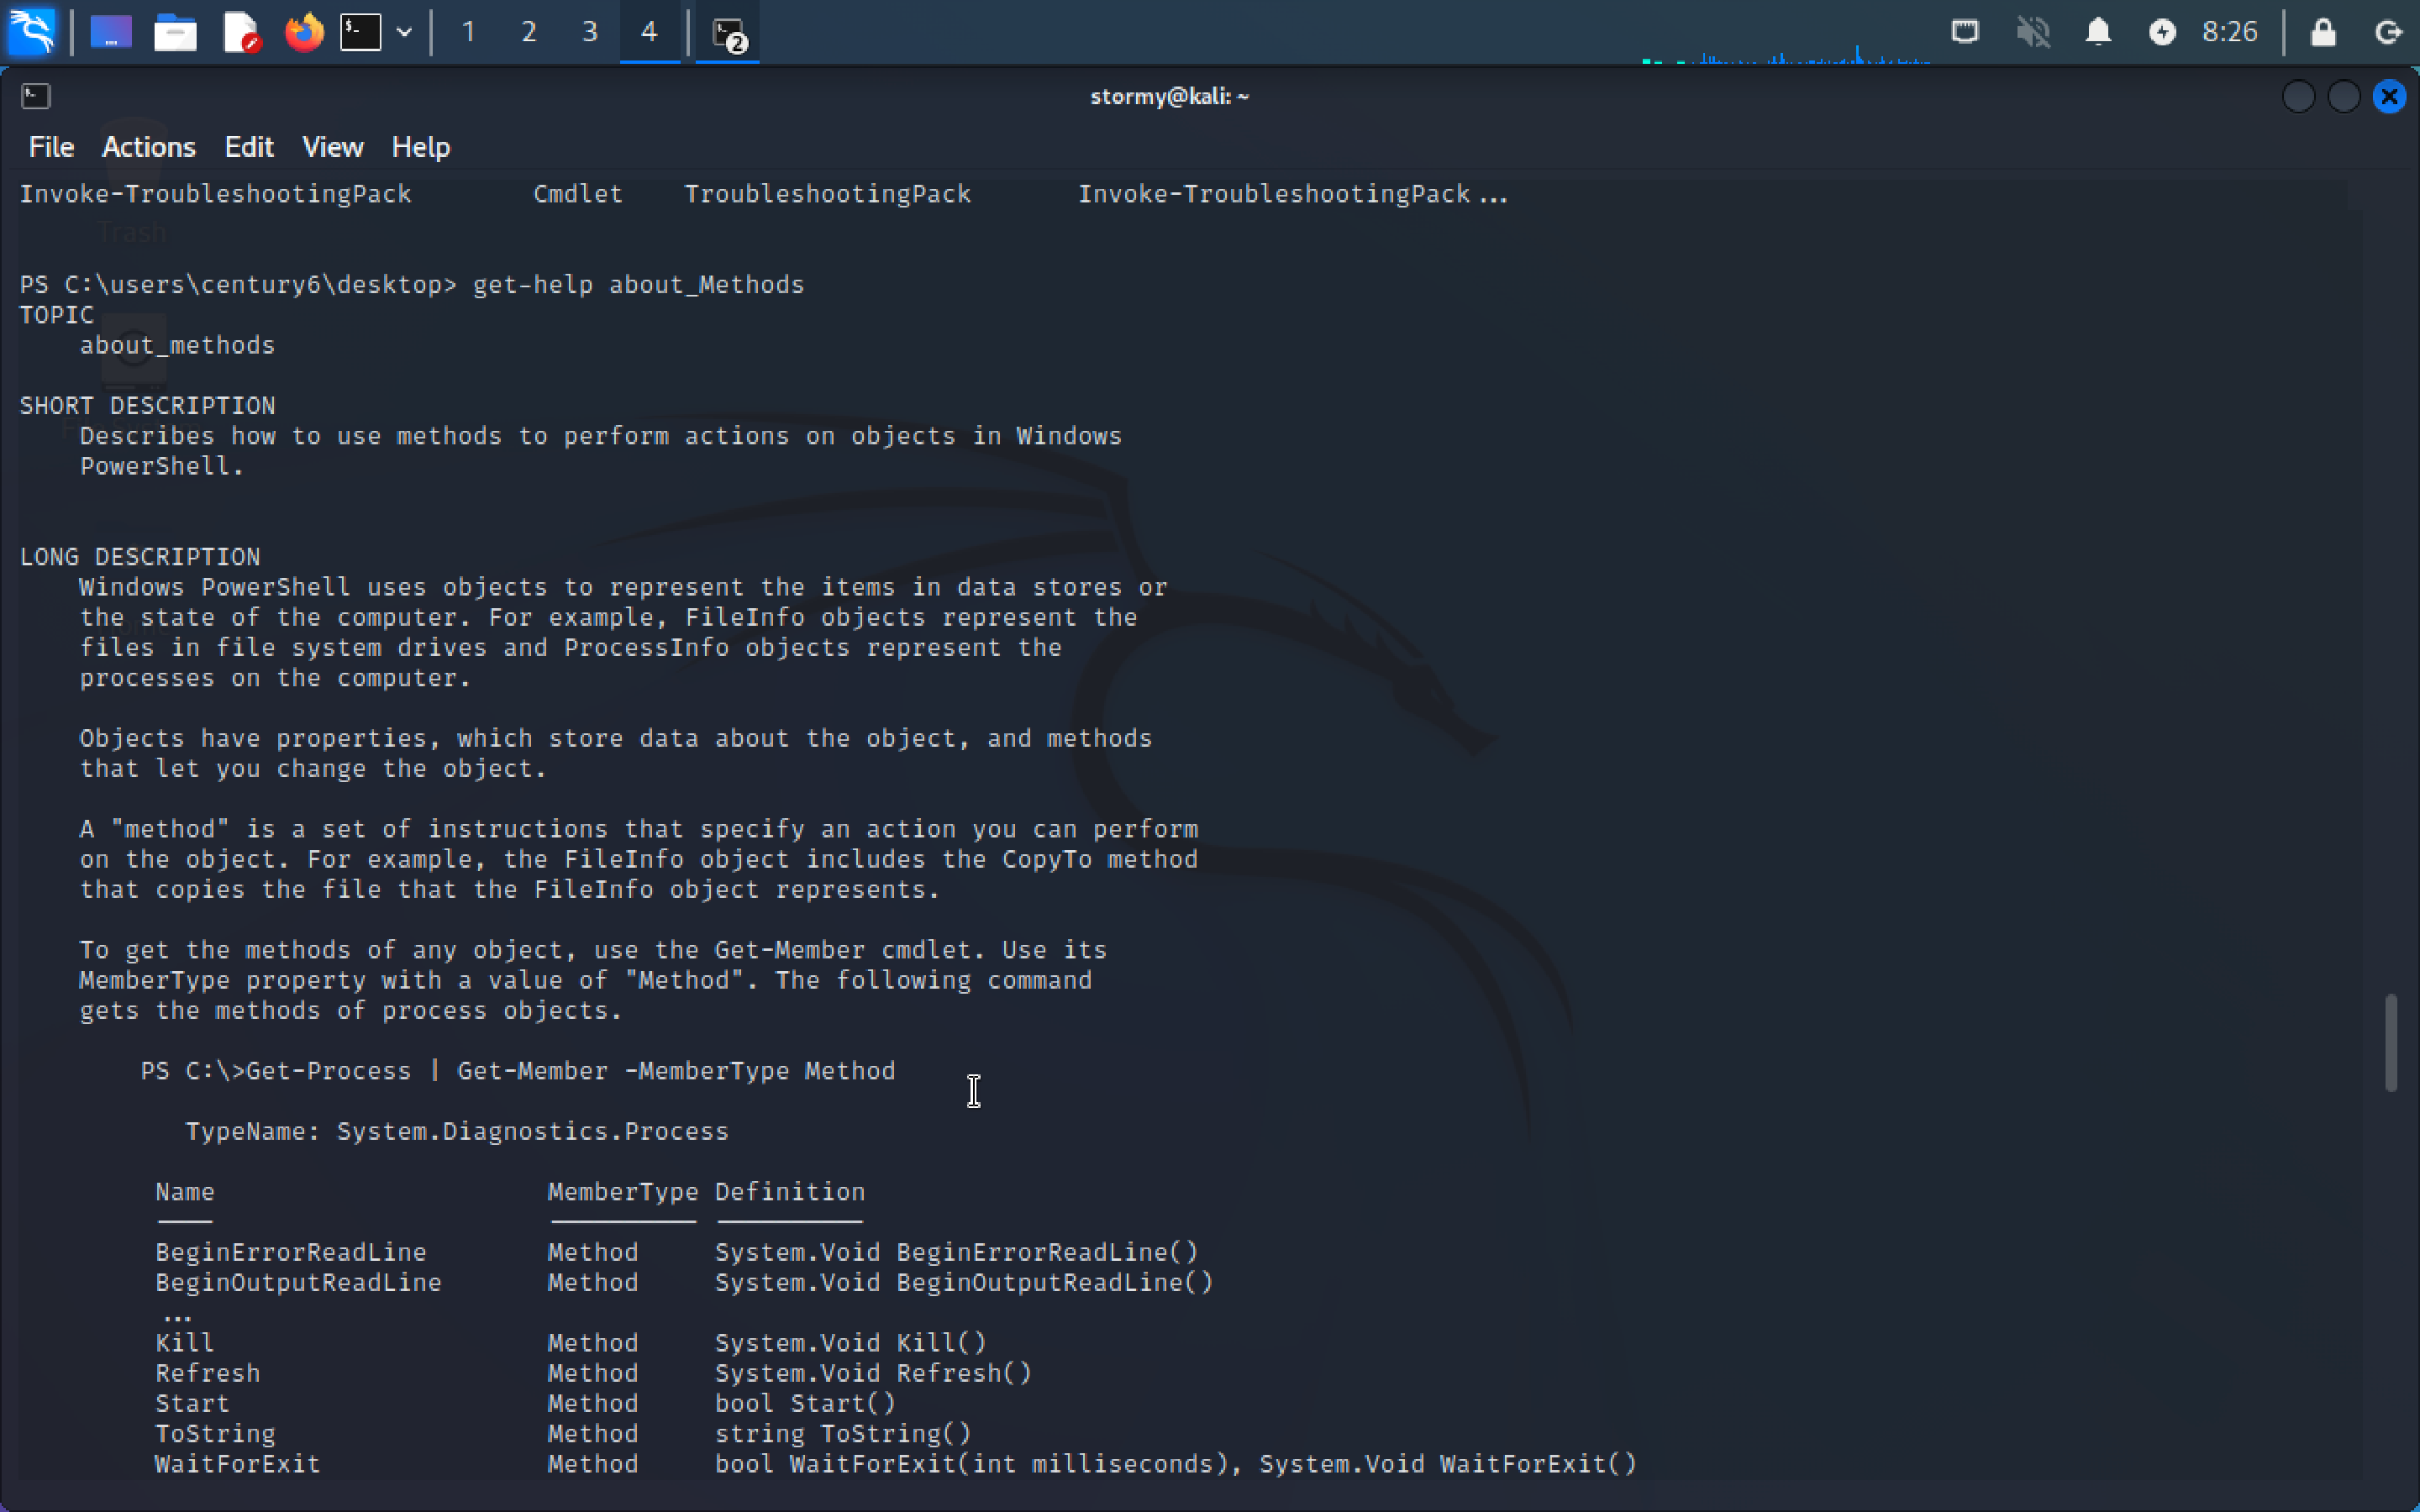 1 2 3 4 2 8:26
stormy@kali: ~
File Actions Edit View Help
Invoke-TroubleshootingPack Cmdlet TroubleshootingPack Invoke-TroubleshootingPack...
Trash
PS C:\users\century6\desktop> get-help about_Methods
TOPIC
about_methods
SHORT DESCRIPTION
Describes how to use methods to perform actions on objects in Windows
PowerShell.
LONG DESCRIPTION
Windows PowerShell uses objects to represent the items in data stores or
the state of the computer. For example, FileInfo objects represent the
files in file system drives and ProcessInfo objects represent the
processes on the computer.
Objects have properties, which store data about the object, and methods
that let you change the object.
A "method" is a set of instructions that specify an action you can perform
on the object. For example, the FileInfo object includes the CopyTo method
that copies the file that the FileInfo object represents.
To get the methods of any object, use the Get-Member cmdlet. Use its
MemberType property with a value of "Method". The following command
gets the methods of process objects.
PS C:\>Get-Process | Get-Member -MemberType Method
TypeName: System.Diagnostics.Process
Name MemberType Definition
---- ---------- ----------
BeginErrorReadLine Method System.Void BeginErrorReadLine()
BeginOutputReadLine Method System.Void BeginOutputReadLine()
...
Kill Method System.Void Kill()
Refresh Method System.Void Refresh()
Start Method bool Start()
ToString Method string ToString()
WaitForExit Method bool WaitForExit(int milliseconds), System.Void WaitForExit()